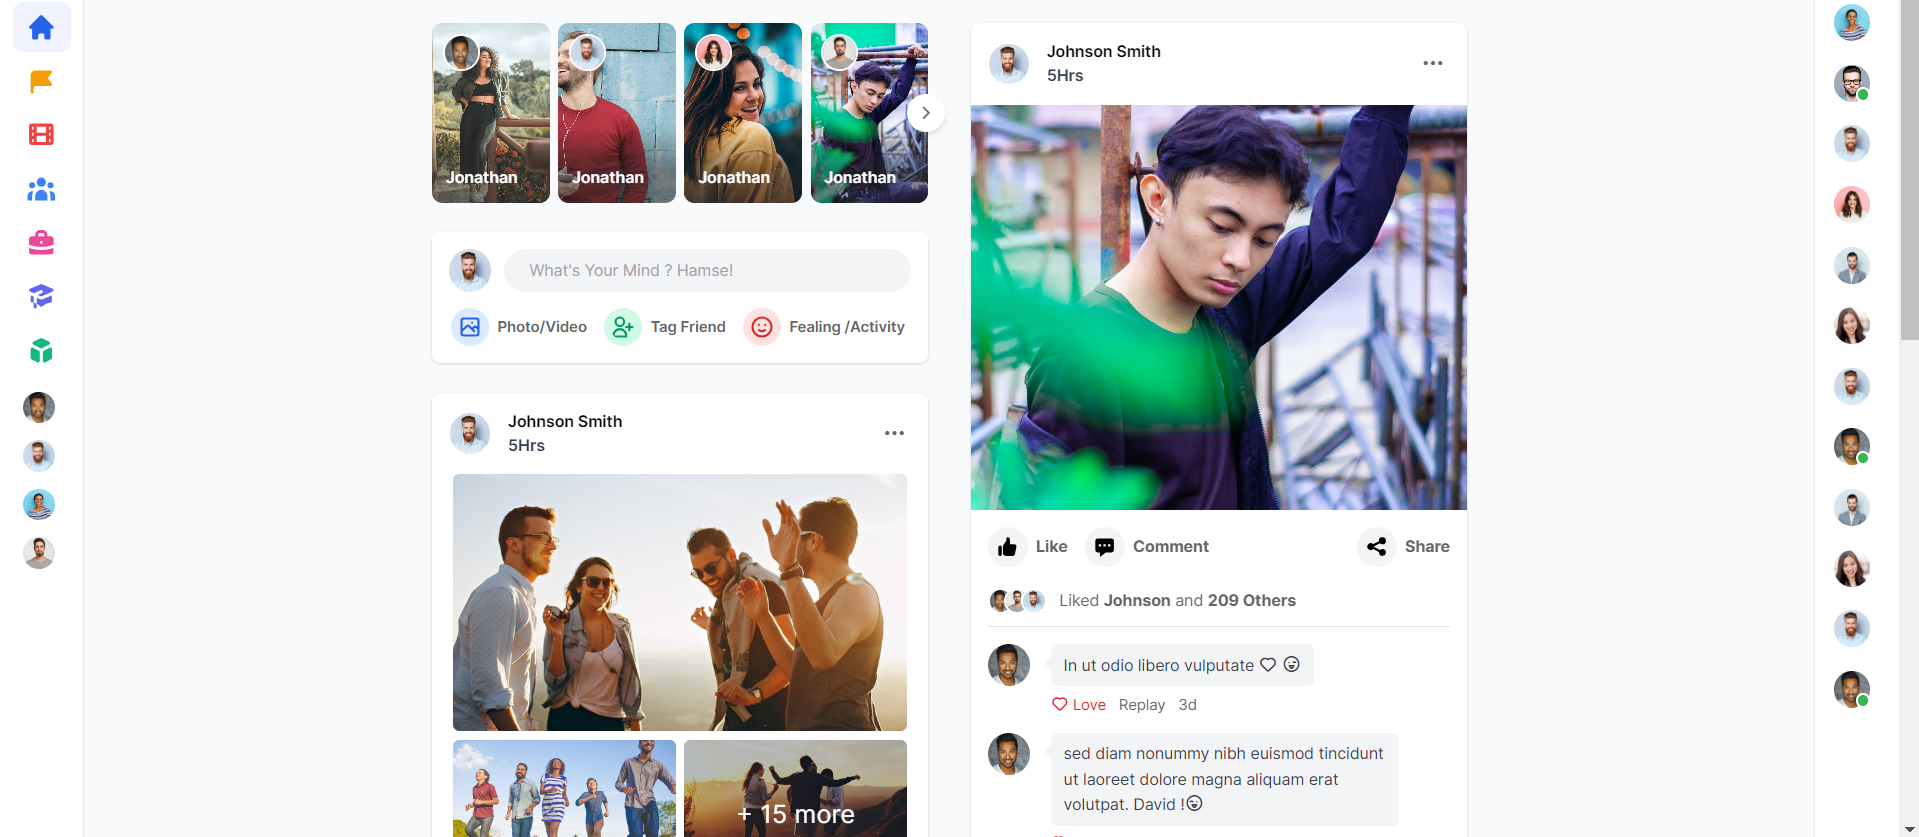 Jonathan
Jonathan
Jonathan
Jonathan
What's Your Mind ? Hamse!
Photo/Video
Tag Friend
Fealing /Activity
Johnson Smith
5Hrs
+ 15 more
Johnson Smith
5Hrs
Like
Comment
Share
Liked Johnson and 209 Others
In ut odio libero vulputate
Love Replay 3d
sed diam nonummy nibh euismod tincidunt
ut laoreet dolore magna aliquam erat
volutpat. David !